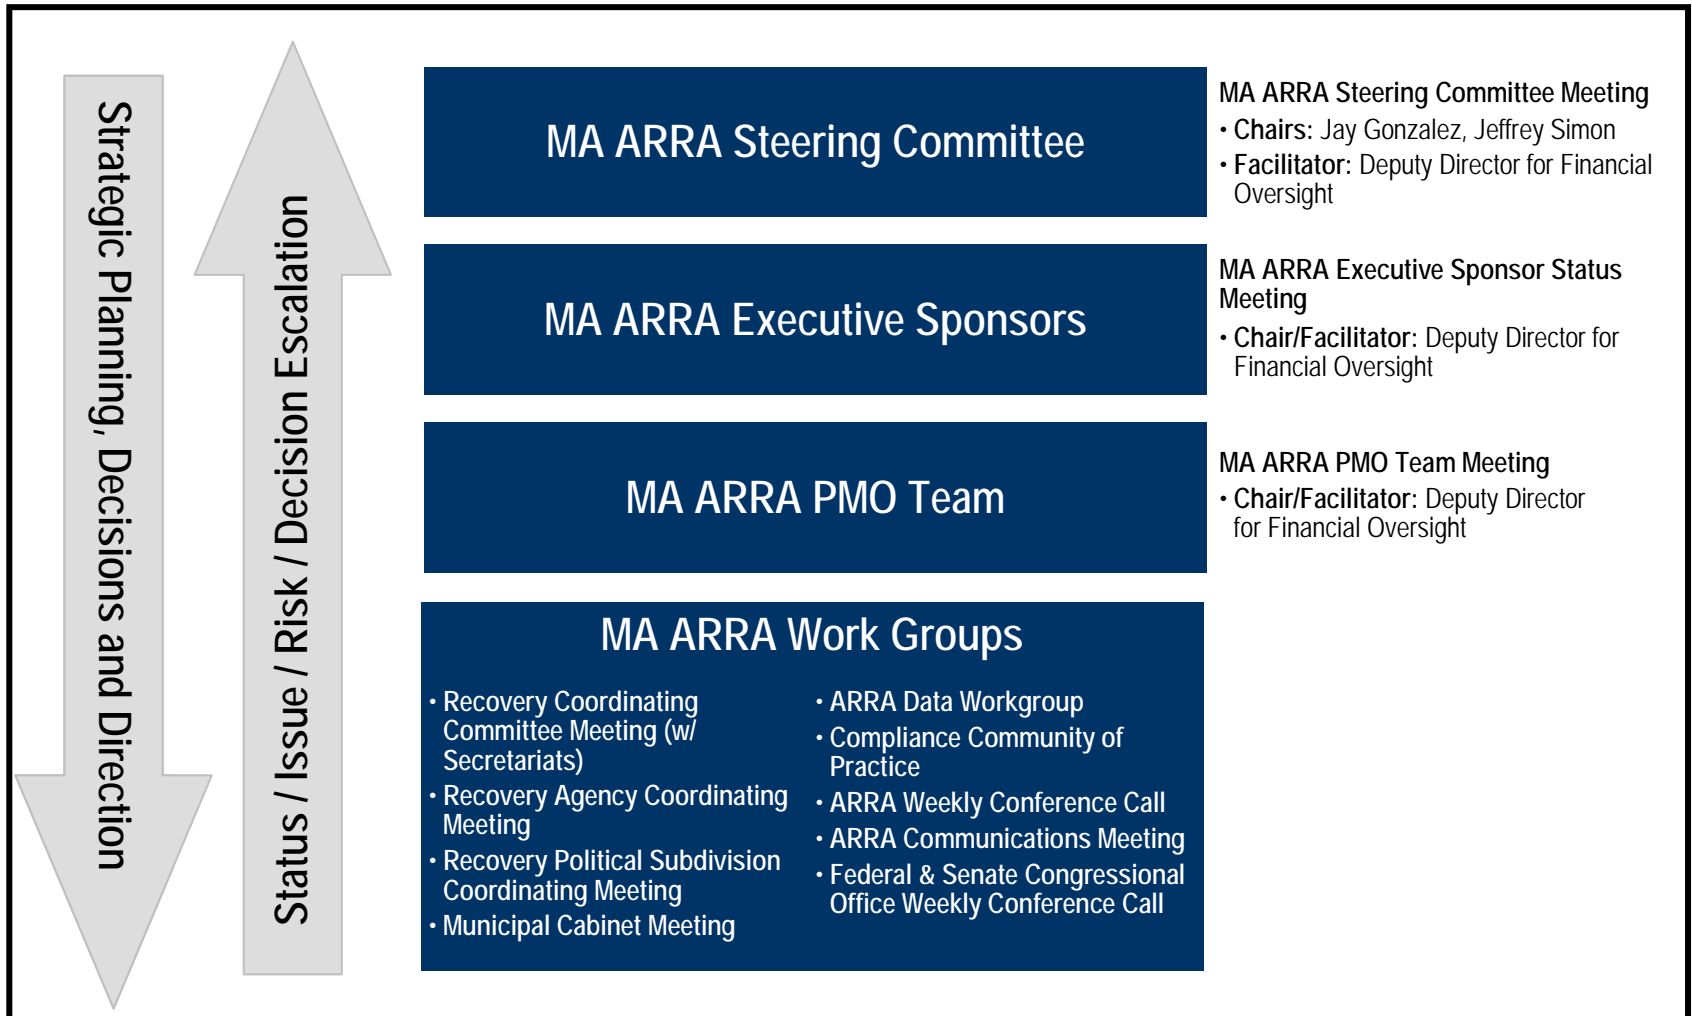 Strategic Planning, Decisions and Direction
Status / Issue / Risk / Decision Escalation
MA ARRA Steering Committee
MA ARRA Steering Committee Meeting
• Chairs: Jay Gonzalez, Jeffrey Simon
• Facilitator: Deputy Director for Financial
Oversight
MA ARRA Executive Sponsors
MA ARRA Executive Sponsor Status
Meeting
• Chair/Facilitator: Deputy Director for
Financial Oversight
MA ARRA PMO Team
MA ARRA PMO Team Meeting
• Chair/Facilitator: Deputy Director
for Financial Oversight
MA ARRA Work Groups
• Recovery Coordinating
Committee Meeting (w/
Secretariats)
• Recovery Agency Coordinating
Meeting
• Recovery Political Subdivision
Coordinating Meeting
• Municipal Cabinet Meeting
• ARRA Data Workgroup
• Compliance Community of
Practice
• ARRA Weekly Conference Call
• ARRA Communications Meeting
• Federal & Senate Congressional
Office Weekly Conference Call